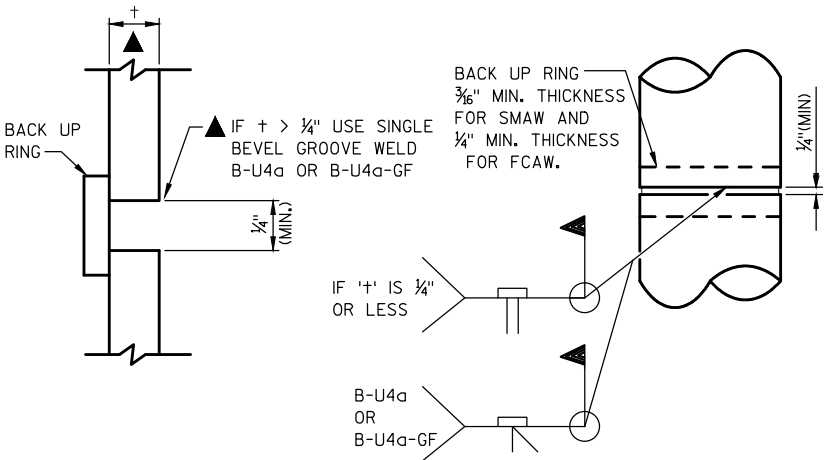 t
BACK UP
RING
▲ IF t > 1/4" USE SINGLE
BEVEL GROOVE WELD
B-U4a OR B-U4a-GF
1/4"
(MIN.)
BACK UP RING
3/16" MIN. THICKNESS
FOR SMAW AND
1/4" MIN. THICKNESS
FOR FCAW.
1/4"(MIN)
IF 't' IS 1/4"
OR LESS
B-U4a
OR
B-U4a-GF